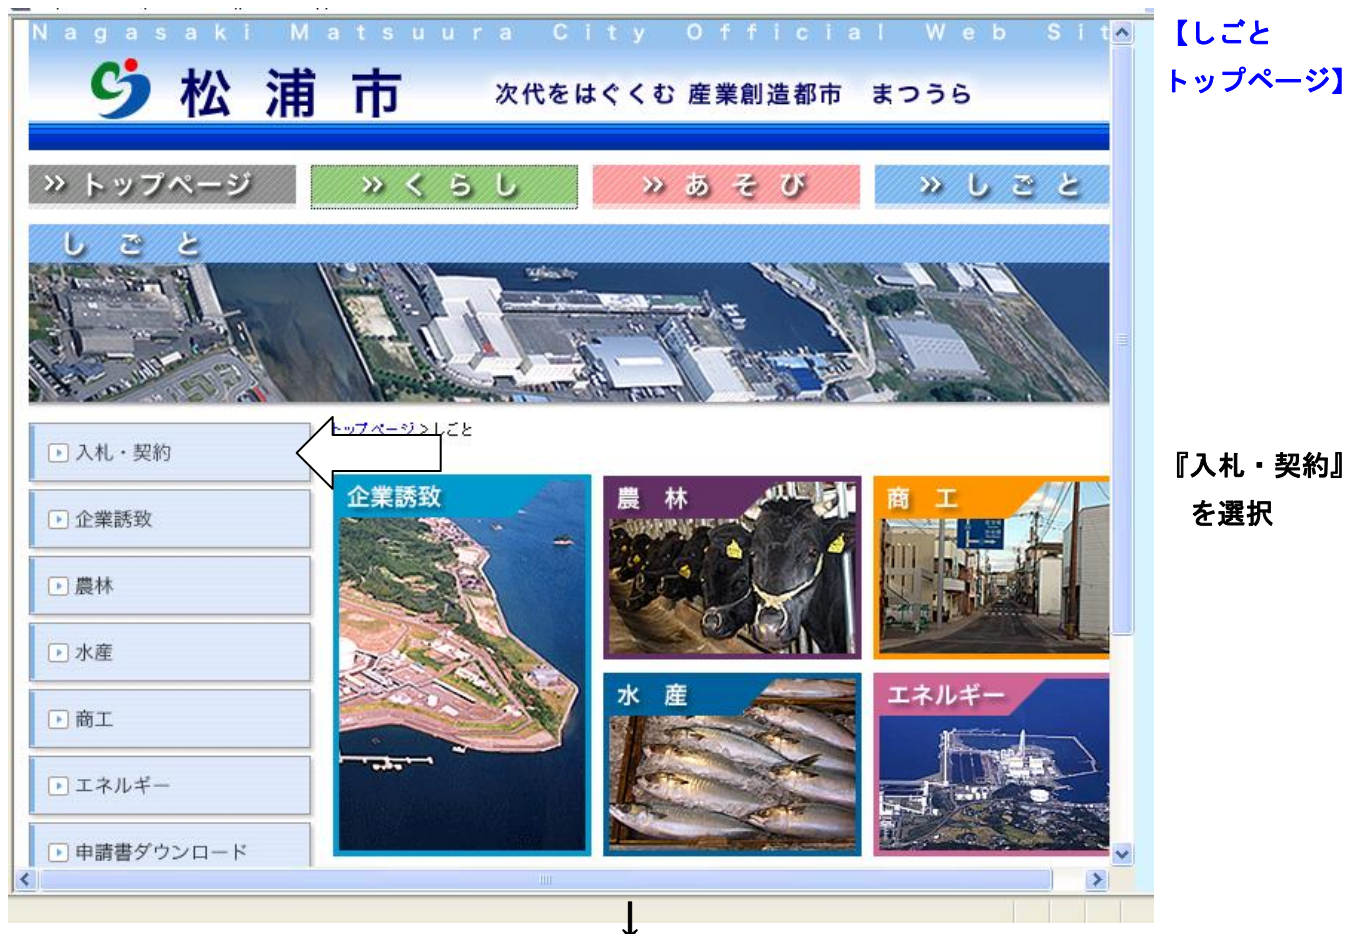 Nagasaki Matsuura City Official Web Sit
松浦市
次代をはぐくむ 産業創造都市 まつうら
【しごと
トップページ】
トップページ
くらし
あそび
しごと
しごと
トップページ>しごと
入札・契約
企業誘致
農林
水産
商工
エネルギー
申請書ダウンロード
企業誘致
農林
商工
水産
エネルギー
『入札・契約』
を選択
↓